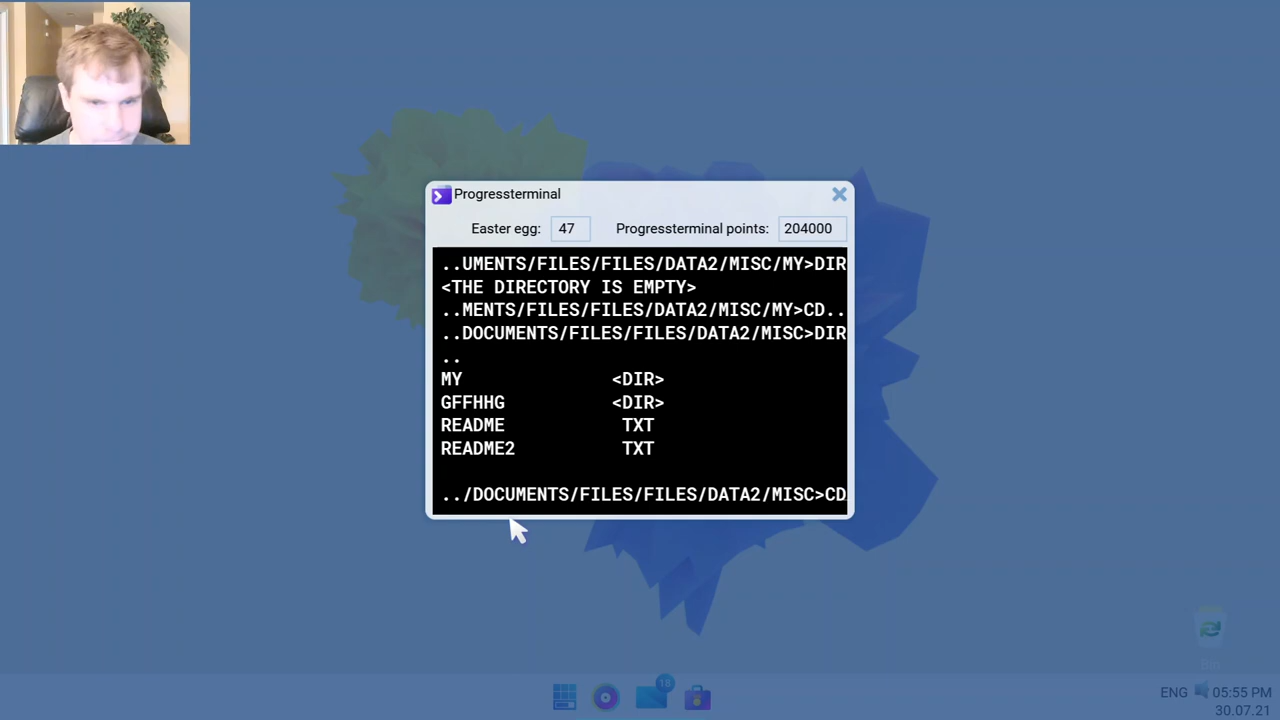 Progressterminal
Easter egg: 47 Progressterminal points: 204000
..UMENTS/FILES/FILES/DATA2/MISC/MY>DIR
<THE DIRECTORY IS EMPTY>
..MENTS/FILES/FILES/DATA2/MISC/MY>CD..
..DOCUMENTS/FILES/FILES/DATA2/MISC>DIR
..
MY <DIR>
GFFHHG <DIR>
README TXT
README2 TXT
../DOCUMENTS/FILES/FILES/DATA2/MISC>CD
Bin
18
ENG 05:55 PM
30.07.21